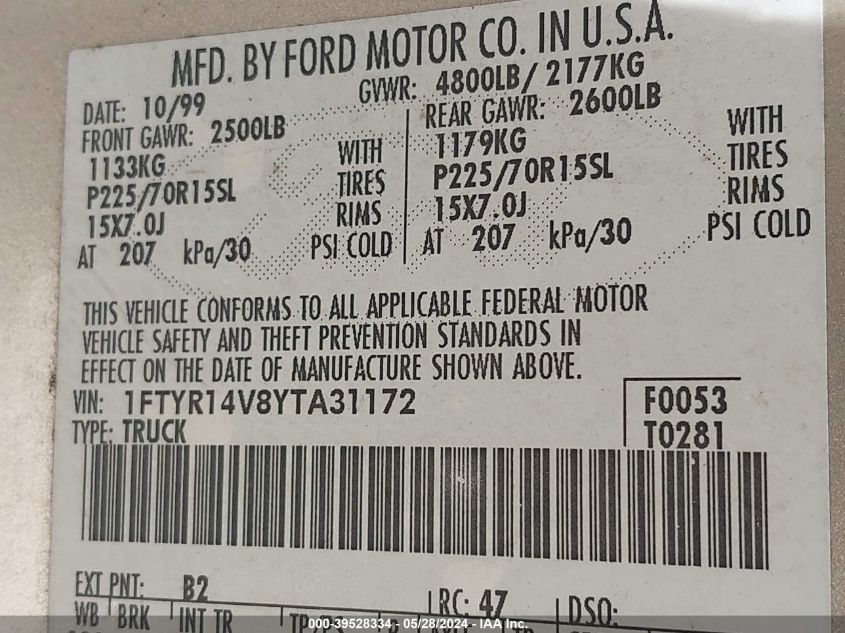 MFD. BY FORD MOTOR CO. IN U.S.A.
DATE: 10/99 GVWR: 4800LB/ 2177KG
FRONT GAWR: 2500LB REAR GAWR: 2600LB
1133KG WITH 1179KG WITH
P225/70R15SL TIRES P225/70R15SL TIRES
15X7.0J RIMS 15X7.0J RIMS
AT 207 kPa/30 PSI COLD AT 207 kPa/30 PSI COLD
THIS VEHICLE CONFORMS TO ALL APPLICABLE FEDERAL MOTOR
VEHICLE SAFETY AND THEFT PREVENTION STANDARDS IN
EFFECT ON THE DATE OF MANUFACTURE SHOWN ABOVE.
VIN: 1FTYR14V8YTA31172 F0053
TYPE: TRUCK T0281
EXT PNT: B2 RC: 47 DSO:
WB BRK INT TR
000-39528334 - 05/28/2024 - IAA Inc.